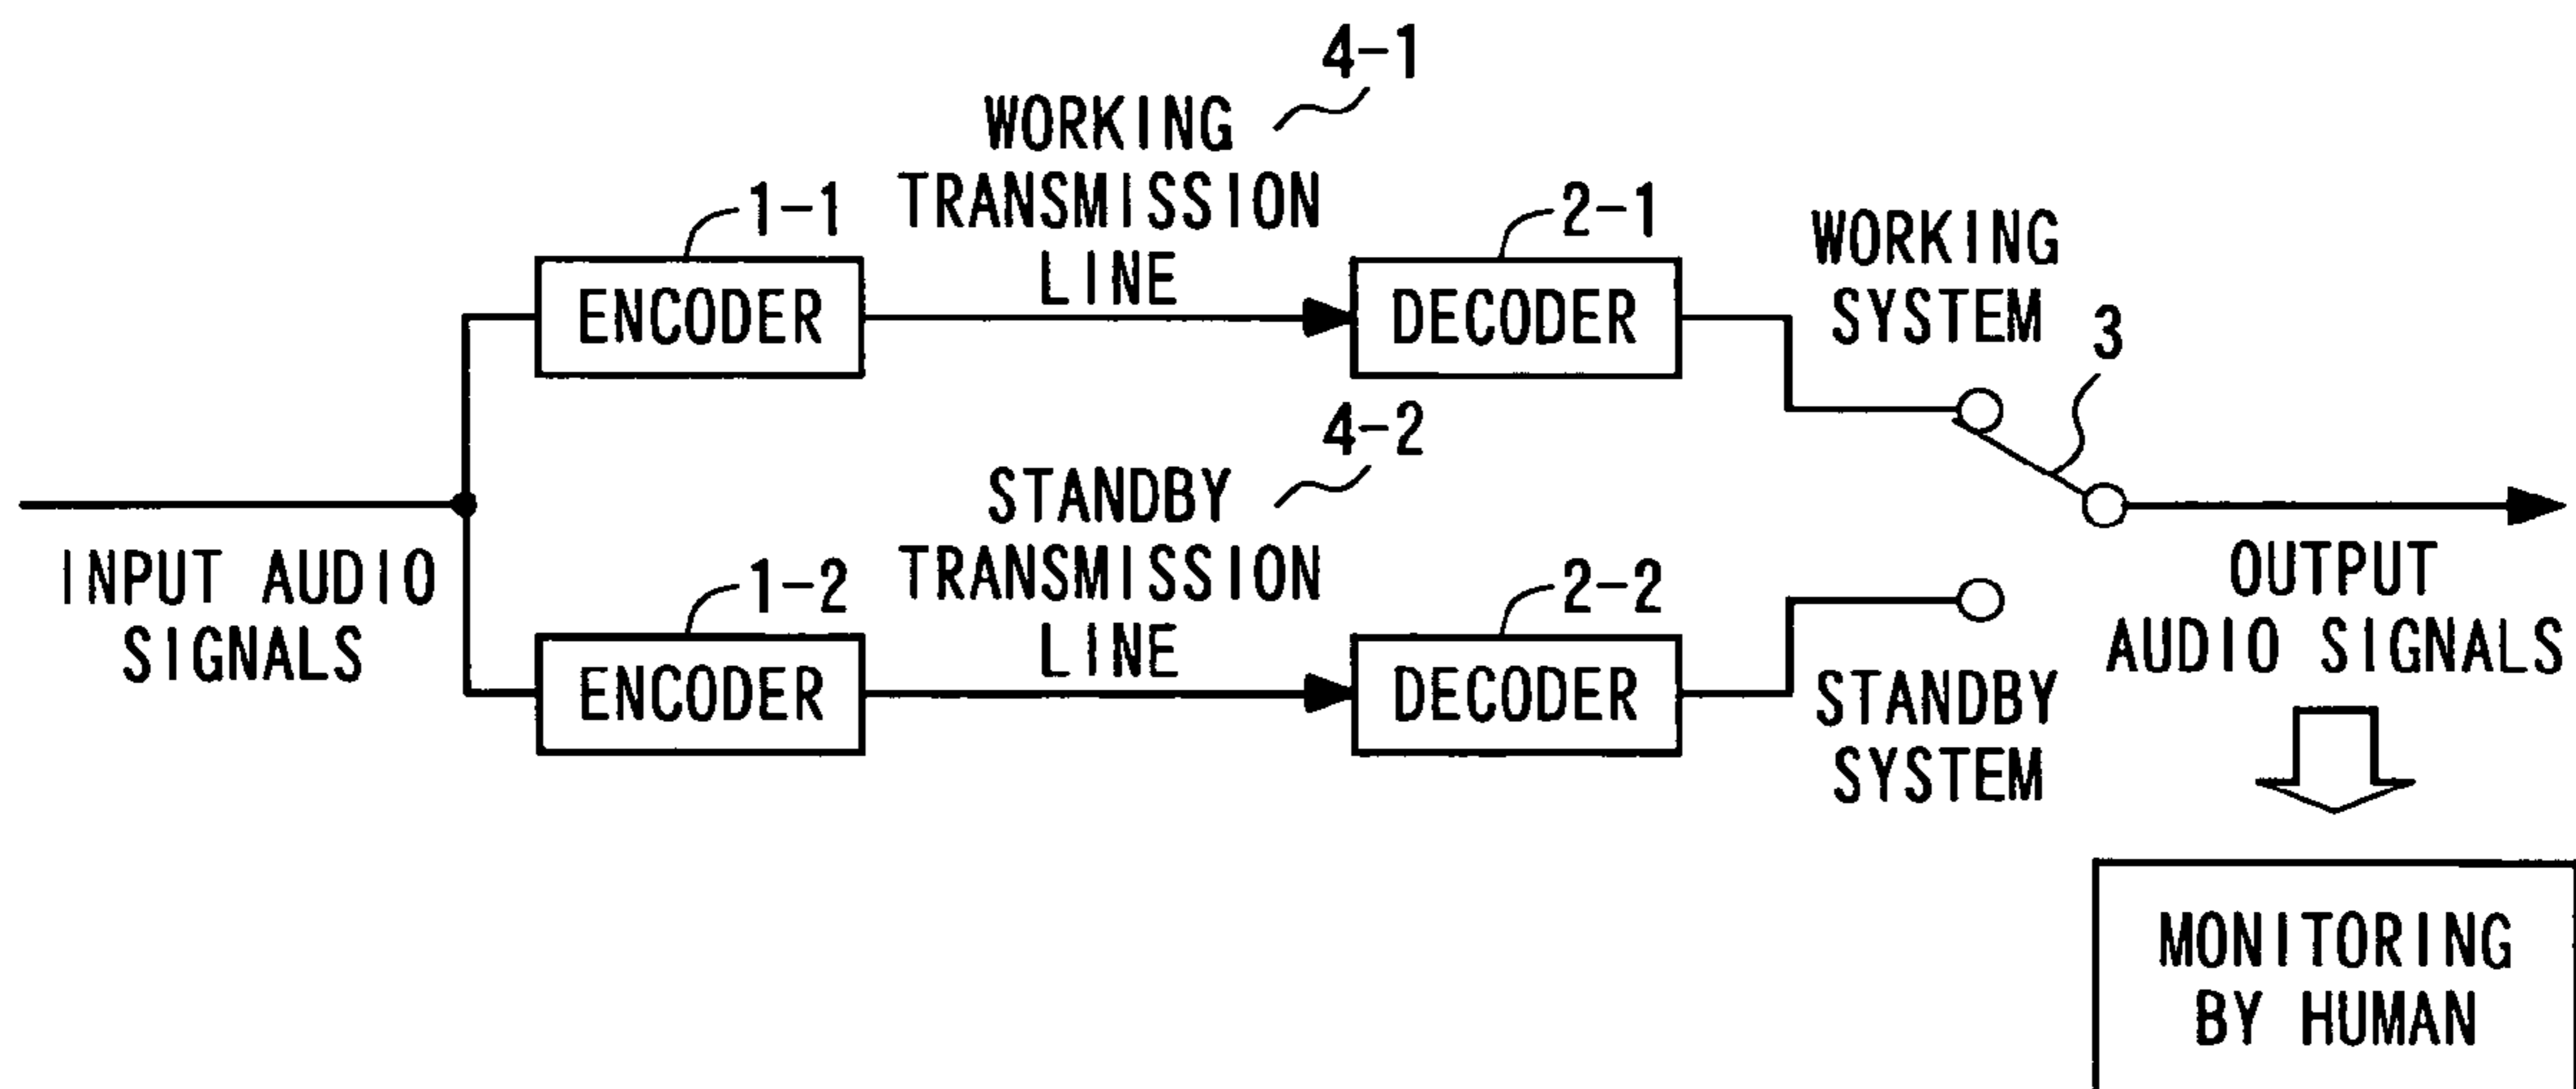 4-1
WORKING
TRANSMISSION
LINE
1-1
ENCODER
2-1
DECODER
WORKING
SYSTEM
3
4-2
STANDBY
TRANSMISSION
LINE
INPUT AUDIO
SIGNALS
1-2
ENCODER
2-2
DECODER
STANDBY
SYSTEM
OUTPUT
AUDIO SIGNALS
MONITORING
BY HUMAN